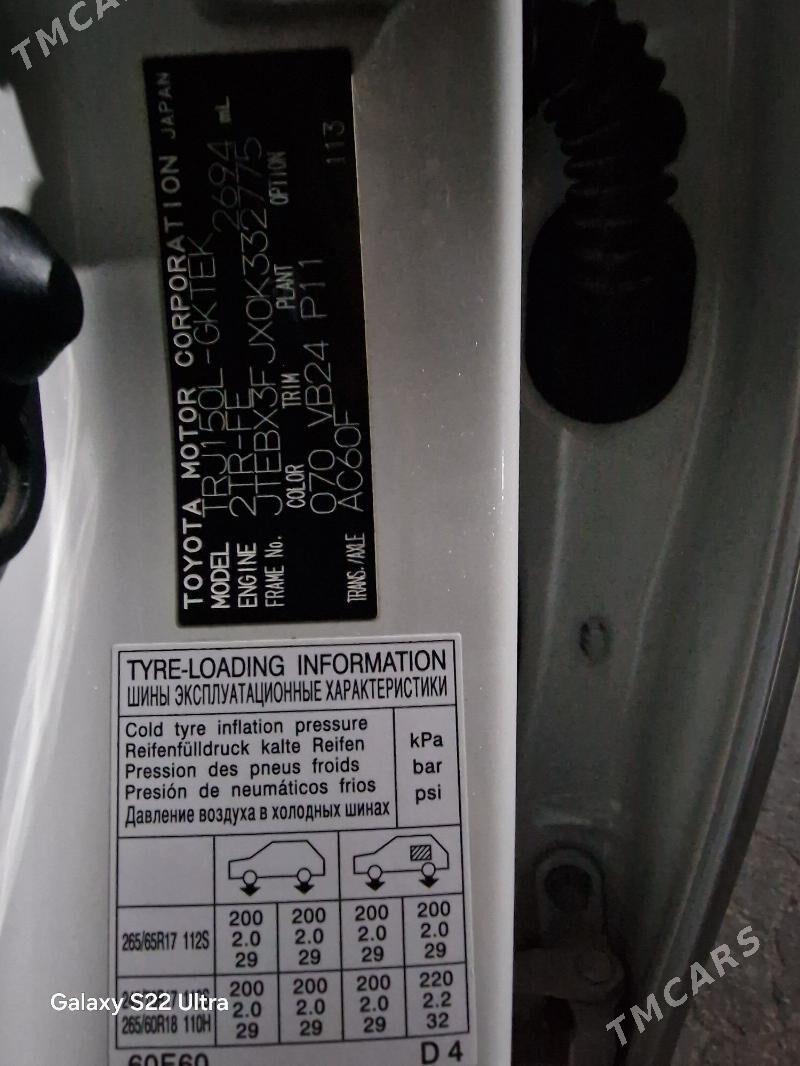 TMCARS
TOYOTA MOTOR CORPORATION JAPAN
MODEL TRJ150L-GKTEK
ENGINE 2TR-FE 2694 mL
FRAME No. JTEBX3FJX0K332775
COLOR TRIM PLANT OPTION
070 VB24 P11
TRANS./AXLE AC60F 113
TYRE-LOADING INFORMATION
ШИНЫ ЭКСПЛУАТАЦИОННЫЕ ХАРАКТЕРИСТИКИ
Cold tyre inflation pressure
Reifenfülldruck kalte Reifen
Pression des pneus froids
Presión de neumáticos frios
Давление воздуха в холодных шинах
kPa
bar
psi
265/65R17 112S
200 200 200 200
2.0 2.0 2.0 2.0
29 29 29 29
265/60R18 110H
200 200 200 220
2.0 2.0 2.0 2.2
29 29 29 32
60E60 D 4
Galaxy S22 Ultra
TMCARS